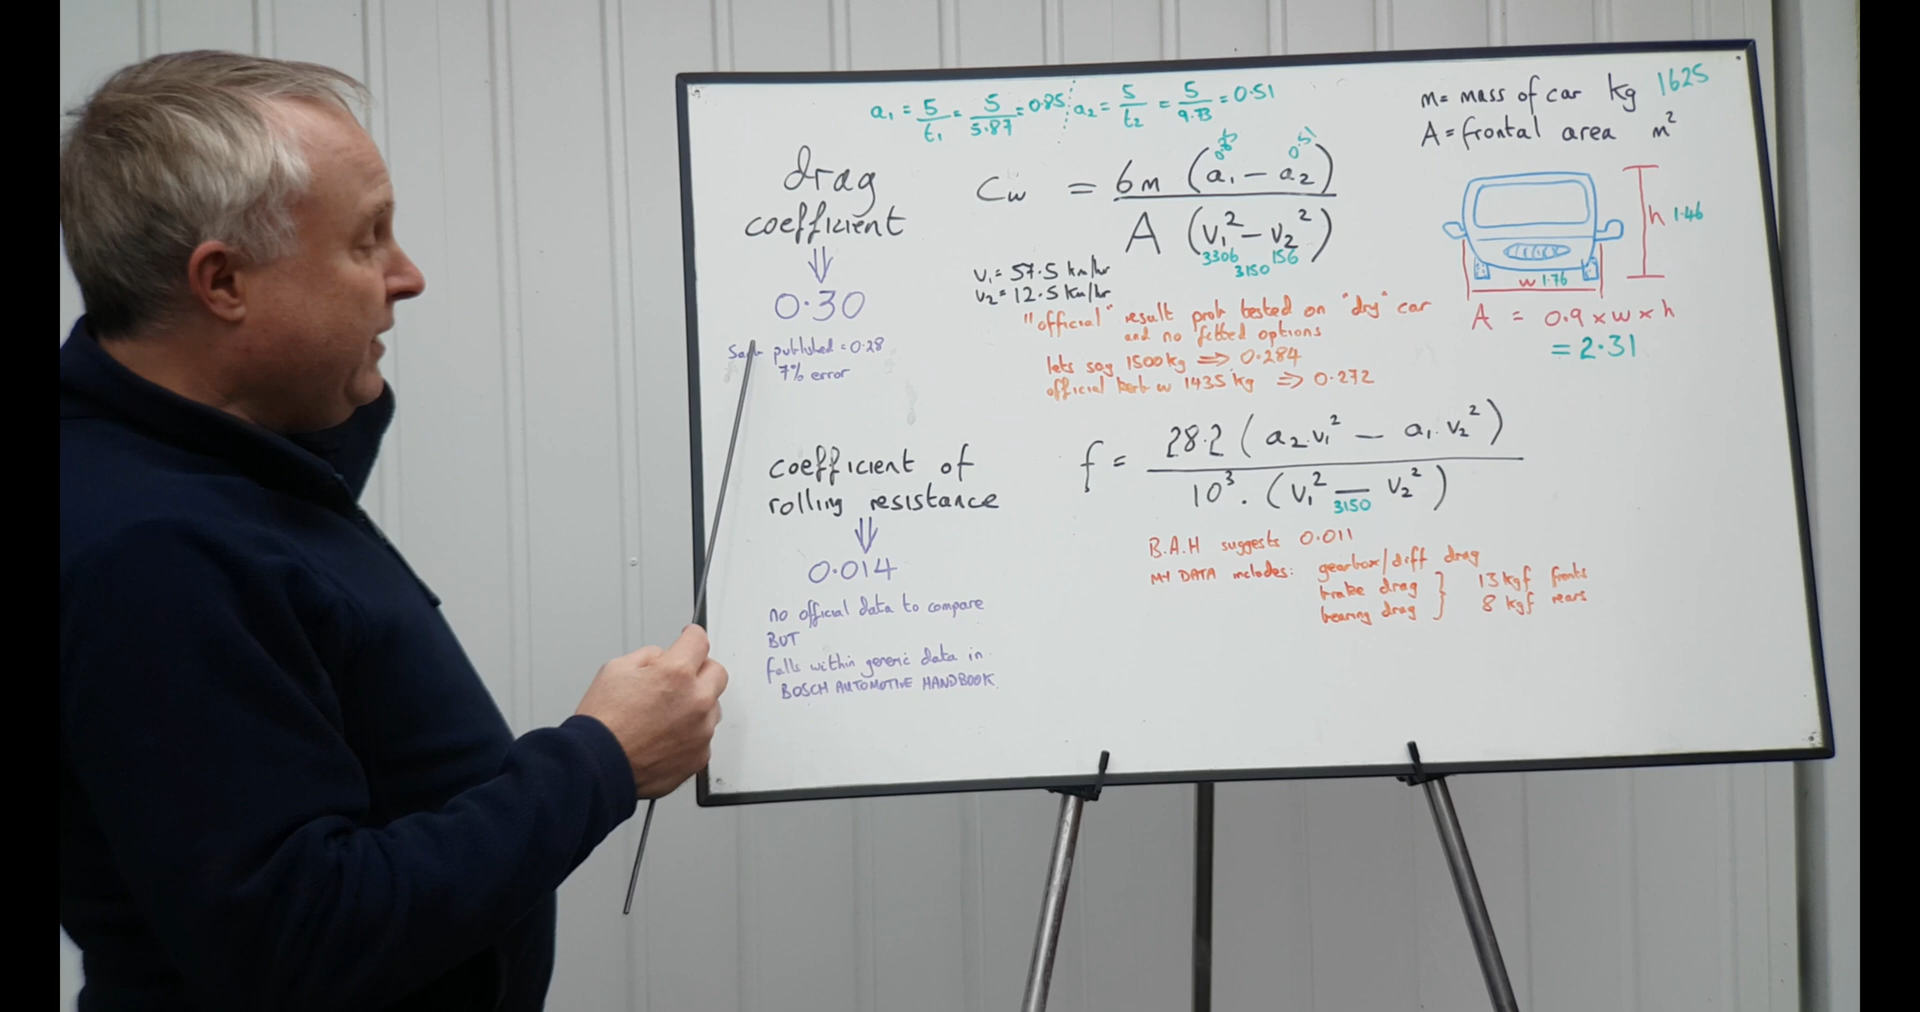 a₁ = 5/t₁ = 5/5.87 = 0.85 a₂ = 5/t₂ = 5/9.73 = 0.51
m = mass of car kg 1625
A = frontal area m²
drag
coefficient
⇓
0.30
published = 0.28
7% error
Cw = 6m (a₁ − a₂) / A (v₁² − v₂²)
0.51
3306 156
3150
V₁ = 57.5 km/hr
V₂ = 12.5 km/hr
h 1.46
w 1.76
A = 0.9 x w x h
= 2.31
"official" result prob tested on "dry" car
and no fitted options
lets say 1500kg ⇒ 0.284
official kerb w 1435 kg ⇒ 0.272
coefficient of
rolling resistance
⇓
0.014
no official data to compare
BUT
falls within generic data in
BOSCH AUTOMOTIVE HANDBOOK
f = 28.2 (a₂.v₁² − a₁.v₂²) / 10³ . (v₁² − v₂²)
3150
B.A.H suggests 0.011
MY DATA includes: gearbox/diff drag
brake drag } 13 kgf fronts
bearing drag } 8 kgf rears